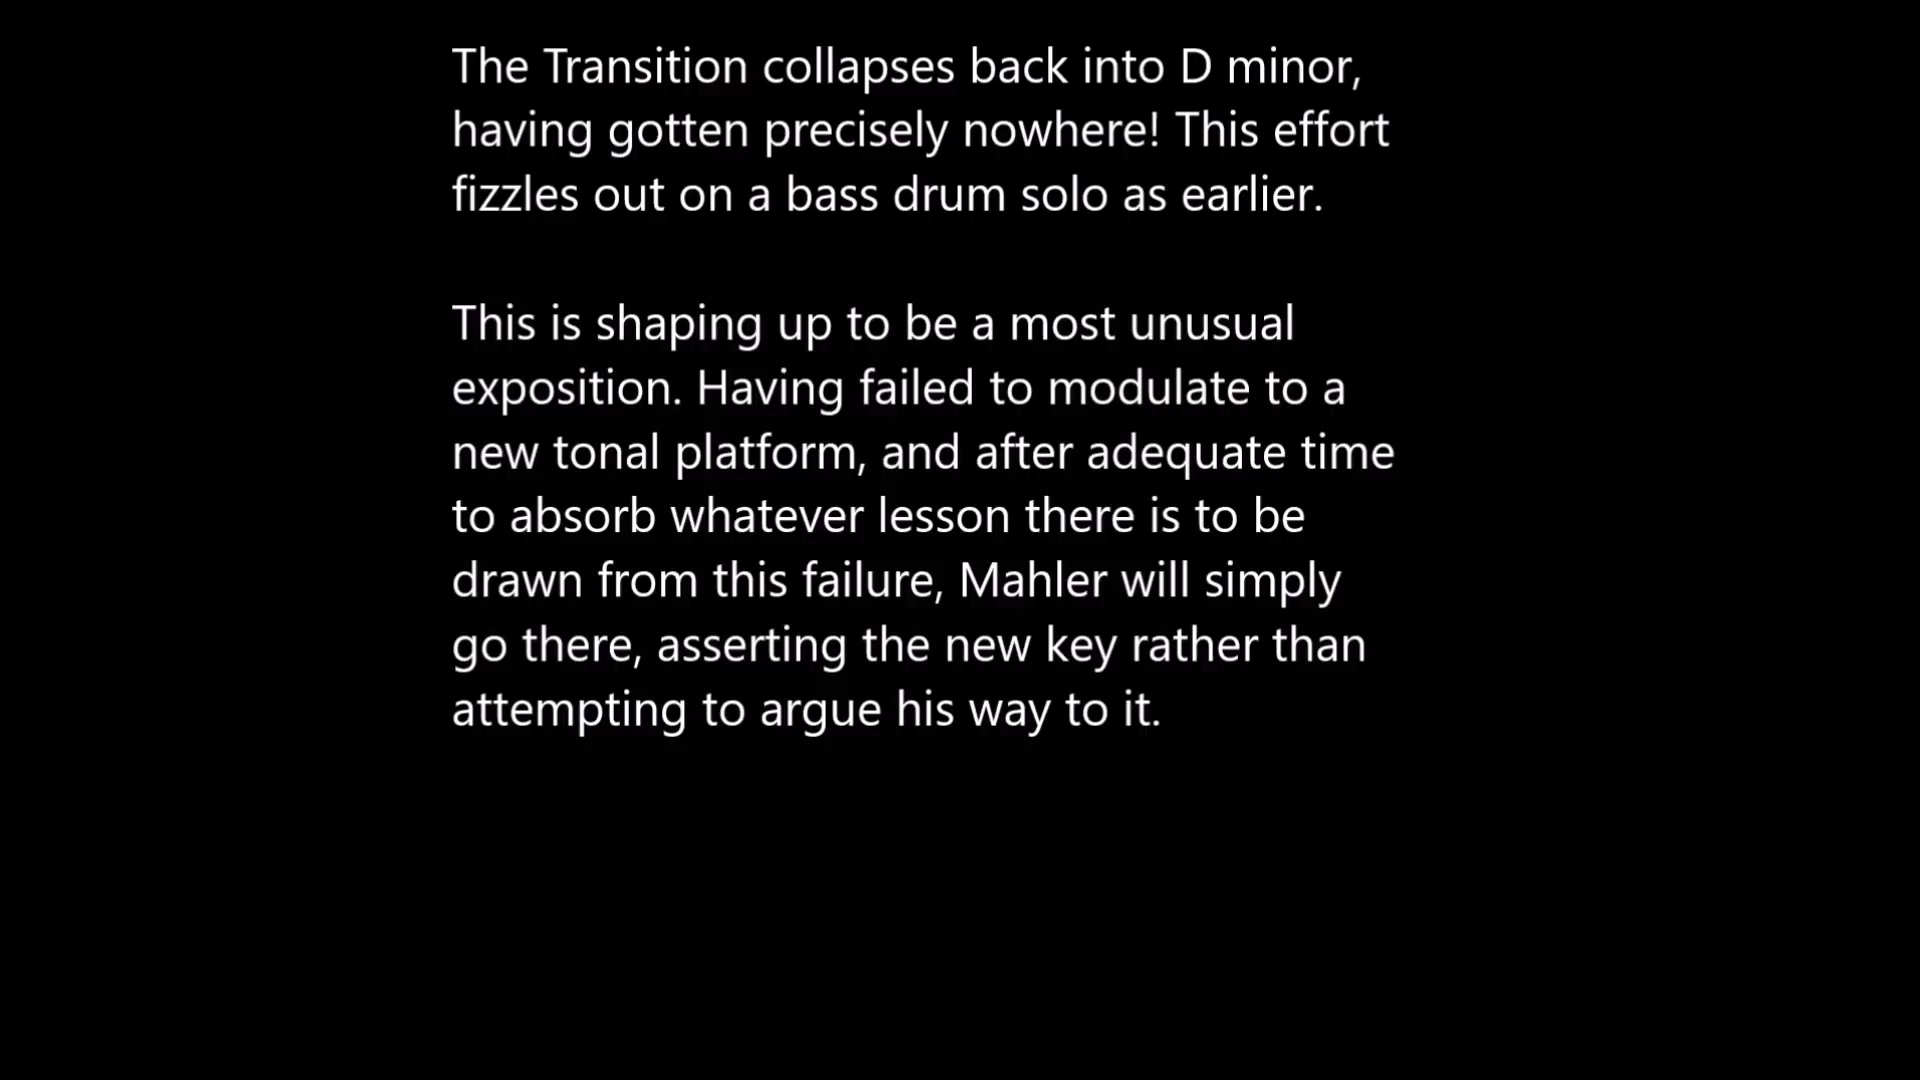 The Transition collapses back into D minor,
having gotten precisely nowhere! This effort
fizzles out on a bass drum solo as earlier.
This is shaping up to be a most unusual
exposition. Having failed to modulate to a
new tonal platform, and after adequate time
to absorb whatever lesson there is to be
drawn from this failure, Mahler will simply
go there, asserting the new key rather than
attempting to argue his way to it.